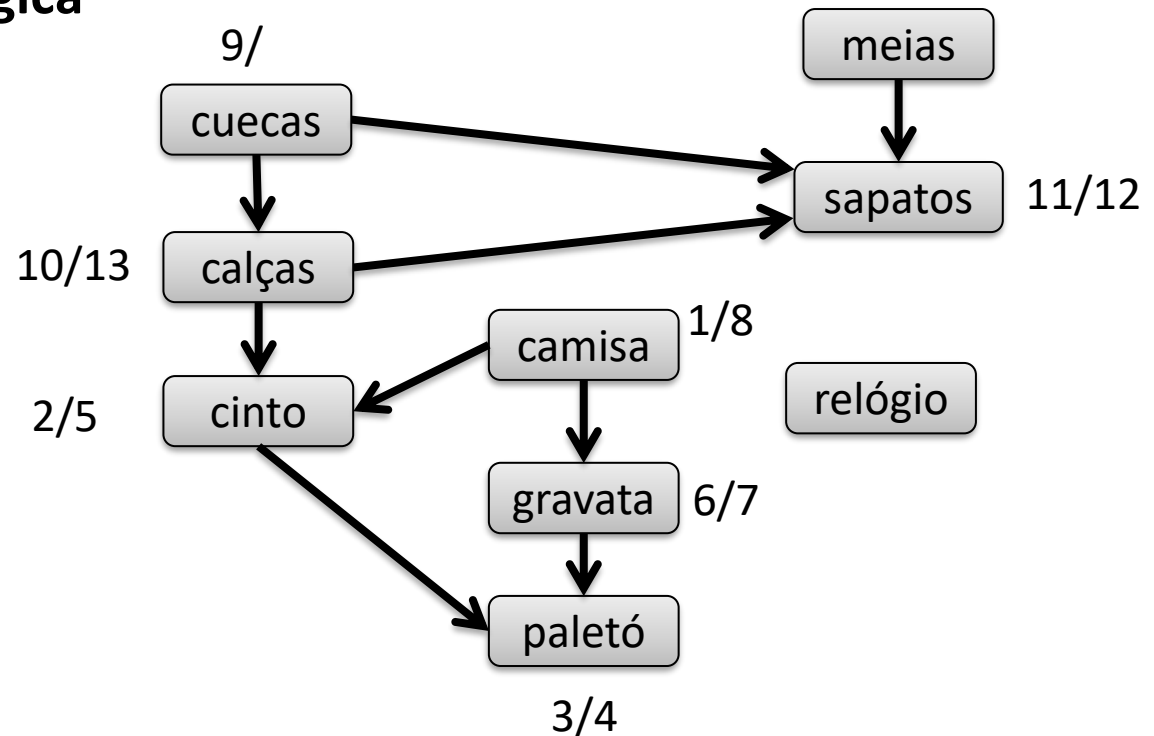 gica
9/
meias
cuecas
sapatos
11/12
10/13
calças
camisa
1/8
2/5
cinto
relógio
gravata
6/7
paletó
3/4